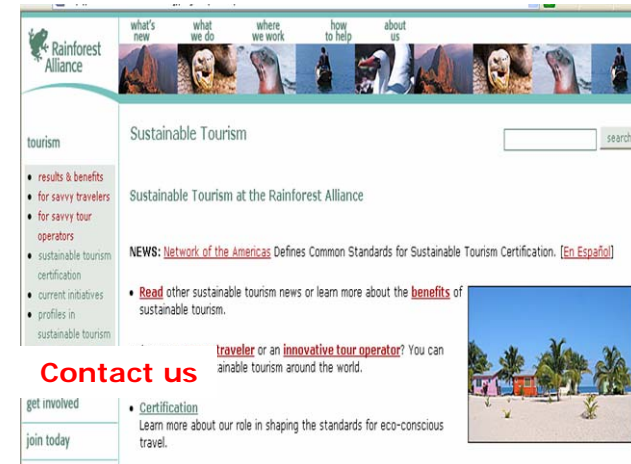 what's new
what we do
where we work
how to help
about us
Rainforest
Alliance
tourism
• results & benefits
• for savvy travelers
• for savvy tour
operators
• sustainable tourism
certification
• current initiatives
• profiles in
sustainable tourism
Contact us
get involved
join today
Sustainable Tourism
search
Sustainable Tourism at the Rainforest Alliance
NEWS: Network of the Americas Defines Common Standards for Sustainable Tourism Certification. [En Español]
• Read other sustainable tourism news or learn more about the benefits of
sustainable tourism.
traveler or an innovative tour operator? You can
ainable tourism around the world.
• Certification
Learn more about our role in shaping the standards for eco-conscious
travel.